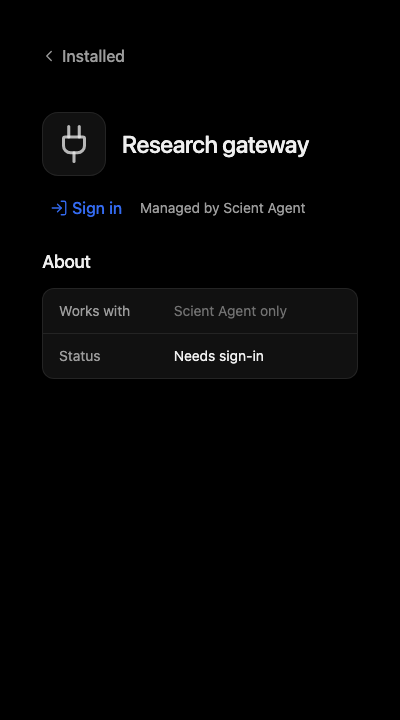 Installed
Research gateway
Sign in Managed by Scient Agent
About
Works with Scient Agent only
Status Needs sign-in